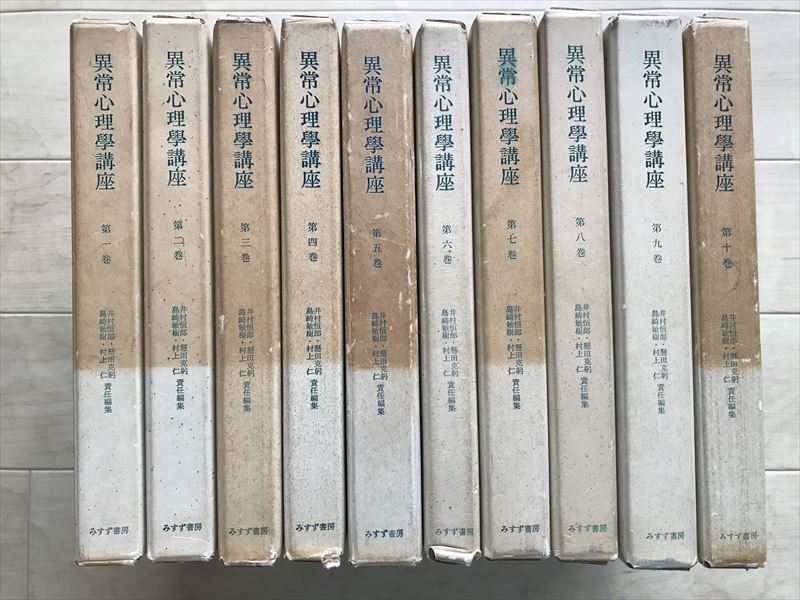 異常心理學講座
第一巻
井村恒郎・懸田克躬
島崎敏樹・村上仁 責任編集
みすず書房
異常心理學講座
第二巻
井村恒郎・懸田克躬
島崎敏樹・村上仁 責任編集
みすず書房
異常心理學講座
第三巻
井村恒郎・懸田克躬
島崎敏樹・村上仁 責任編集
みすず書房
異常心理學講座
第四巻
井村恒郎・懸田克躬
島崎敏樹・村上仁 責任編集
みすず書房
異常心理學講座
第五巻
井村恒郎・懸田克躬
島崎敏樹・村上仁 責任編集
みすず書房
異常心理學講座
第六巻
井村恒郎・懸田克躬
島崎敏樹・村上仁 責任編集
みすず書房
異常心理學講座
第七巻
井村恒郎・懸田克躬
島崎敏樹・村上仁 責任編集
みすず書房
異常心理學講座
第八巻
井村恒郎・懸田克躬
島崎敏樹・村上仁 責任編集
みすず書房
異常心理學講座
第九巻
井村恒郎・懸田克躬
島崎敏樹・村上仁 責任編集
みすず書房
異常心理學講座
第十巻
井村恒郎・懸田克躬
島崎敏樹・村上仁 責任編集
みすず書房